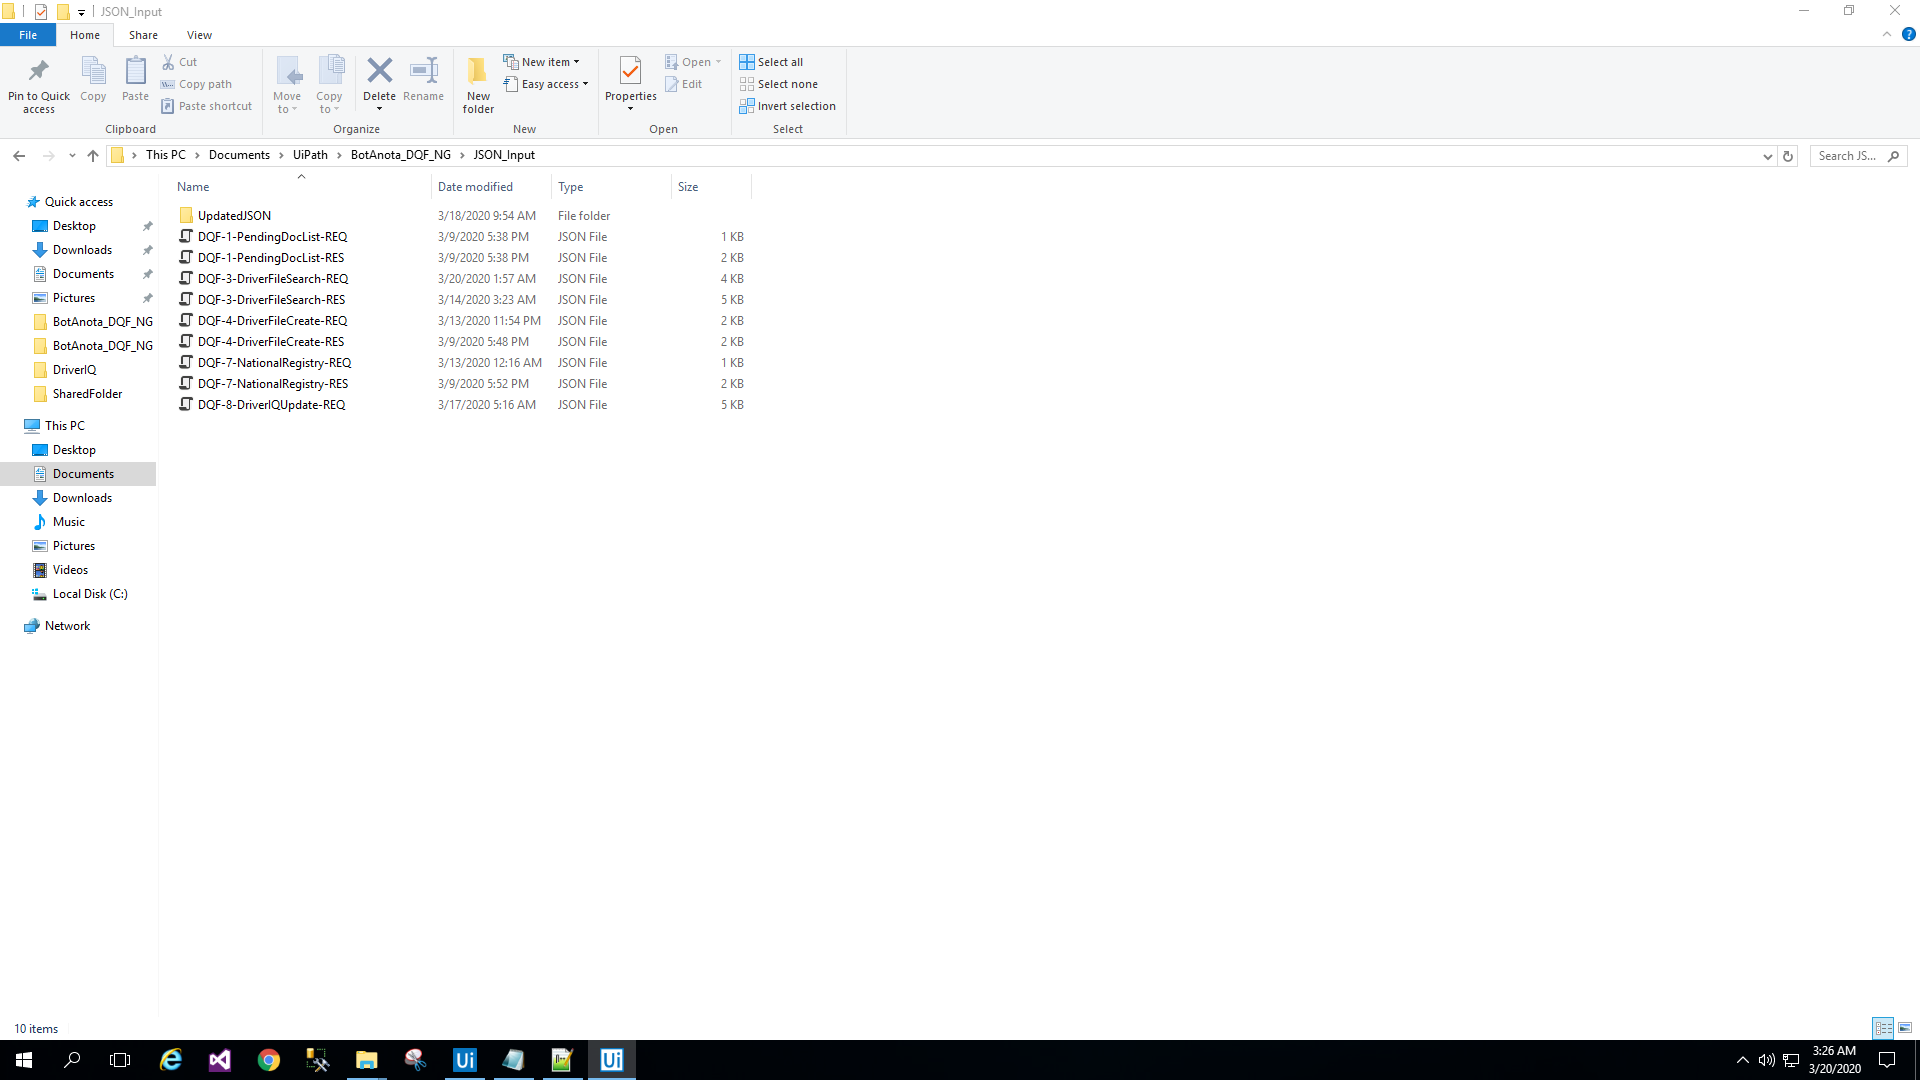 JSON_Input
File Home Share View
Pin to Quick access
Copy
Paste
Cut
Copy path
Paste shortcut
Clipboard
Move to
Copy to
Delete
Rename
Organize
New folder
New item
Easy access
New
Properties
Open
Edit
Open
Select all
Select none
Invert selection
Select
This PC Documents UiPath BotAnota_DQF_NG JSON_Input
Search JS...
Quick access
Desktop
Downloads
Documents
Pictures
BotAnota_DQF_NG
BotAnota_DQF_NG
DriverIQ
SharedFolder
This PC
Desktop
Documents
Downloads
Music
Pictures
Videos
Local Disk (C:)
Network
Name Date modified Type Size
UpdatedJSON 3/18/2020 9:54 AM File folder
DQF-1-PendingDocList-REQ 3/9/2020 5:38 PM JSON File 1 KB
DQF-1-PendingDocList-RES 3/9/2020 5:38 PM JSON File 2 KB
DQF-3-DriverFileSearch-REQ 3/20/2020 1:57 AM JSON File 4 KB
DQF-3-DriverFileSearch-RES 3/14/2020 3:23 AM JSON File 5 KB
DQF-4-DriverFileCreate-REQ 3/13/2020 11:54 PM JSON File 2 KB
DQF-4-DriverFileCreate-RES 3/9/2020 5:48 PM JSON File 2 KB
DQF-7-NationalRegistry-REQ 3/13/2020 12:16 AM JSON File 1 KB
DQF-7-NationalRegistry-RES 3/9/2020 5:52 PM JSON File 2 KB
DQF-8-DriverIQUpdate-REQ 3/17/2020 5:16 AM JSON File 5 KB
10 items
Ui
Ui
3:26 AM
3/20/2020